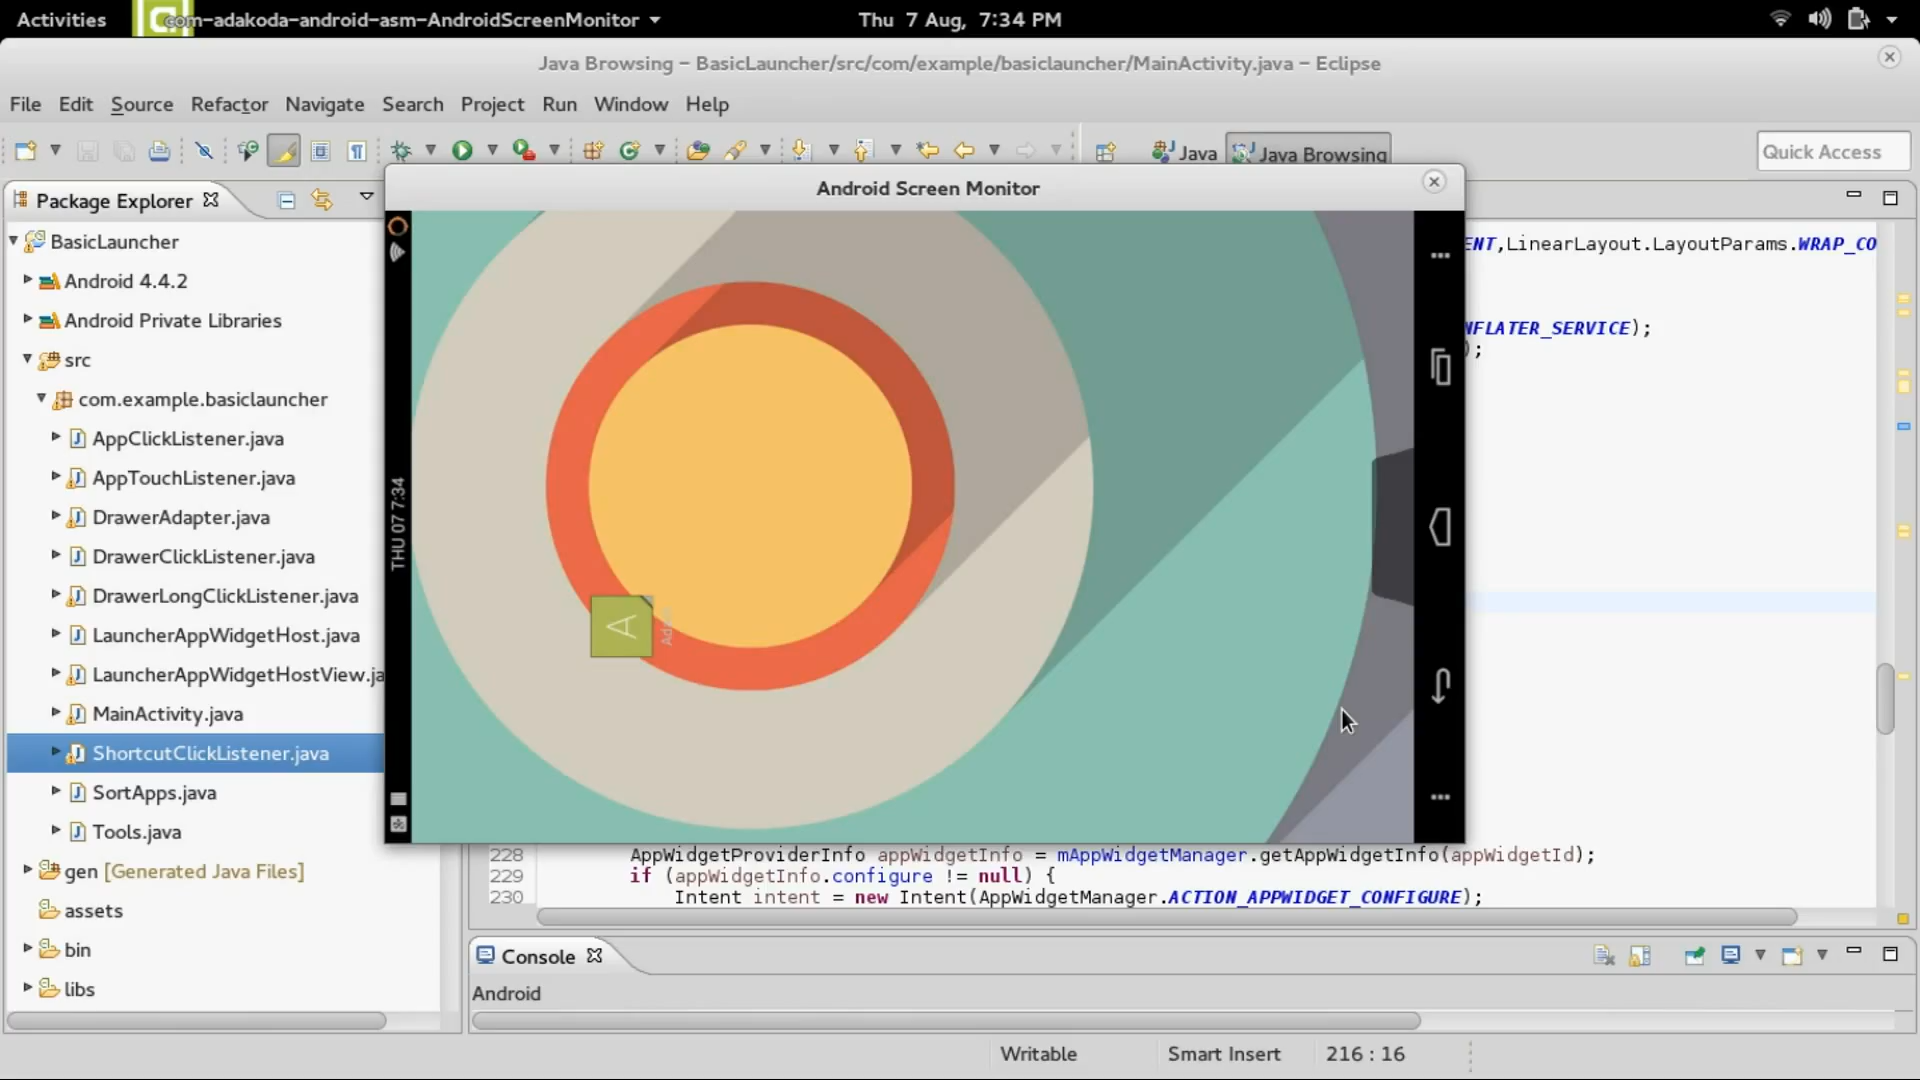 Activities
com-adakoda-android-asm-AndroidScreenMonitor
Thu 7 Aug, 7:34 PM
Java Browsing – BasicLauncher/src/com/example/basiclauncher/MainActivity.java – Eclipse
File Edit Source Refactor Navigate Search Project Run Window Help
Java
Java Browsing
Quick Access
Package Explorer
Android Screen Monitor
BasicLauncher
Android 4.4.2
Android Private Libraries
src
com.example.basiclauncher
AppClickListener.java
AppTouchListener.java
DrawerAdapter.java
DrawerClickListener.java
DrawerLongClickListener.java
LauncherAppWidgetHost.java
LauncherAppWidgetHostView.ja
MainActivity.java
ShortcutClickListener.java
SortApps.java
Tools.java
gen [Generated Java Files]
assets
bin
libs
THU 07 7:34
A
ENT,LinearLayout.LayoutParams.WRAP_CO
NFLATER_SERVICE);
);
228 AppWidgetProviderInfo appWidgetInfo = mAppWidgetManager.getAppWidgetInfo(appWidgetId);
229 if (appWidgetInfo.configure != null) {
230 Intent intent = new Intent(AppWidgetManager.ACTION_APPWIDGET_CONFIGURE);
Console
Android
Writable
Smart Insert
216 : 16